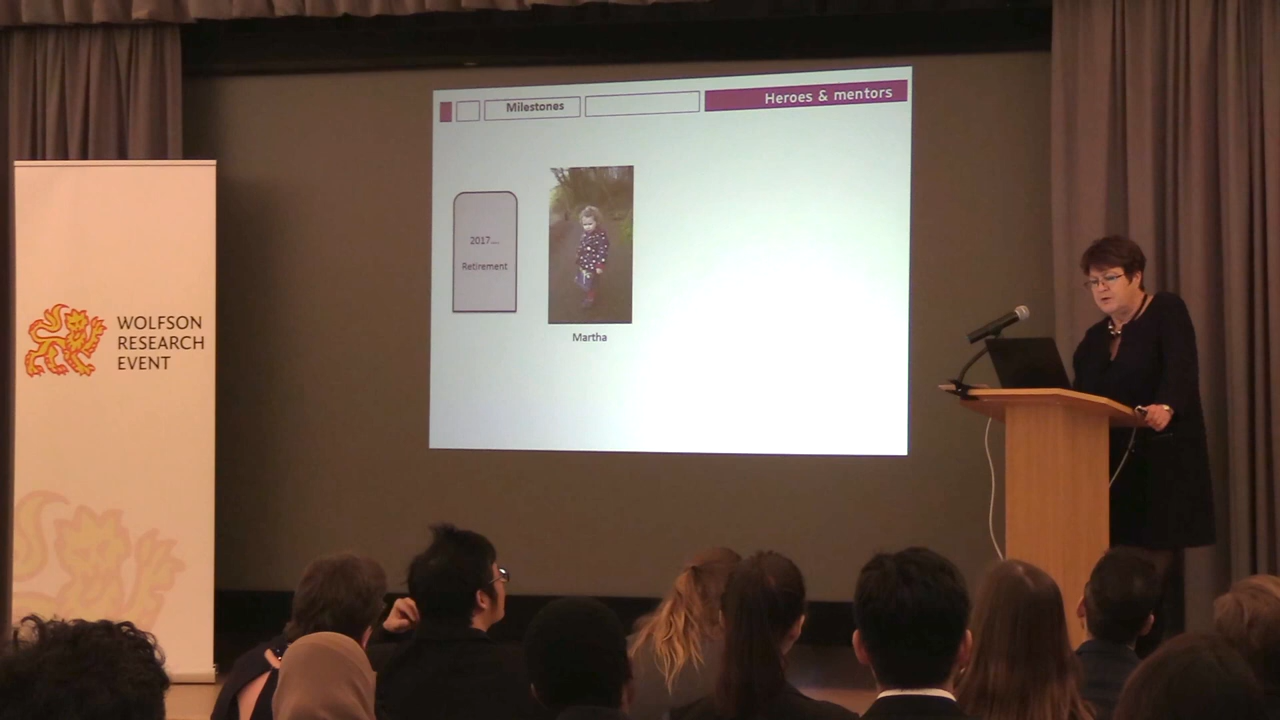 Milestones
Heroes & mentors
2017....
Retirement
Martha
WOLFSON
RESEARCH
EVENT